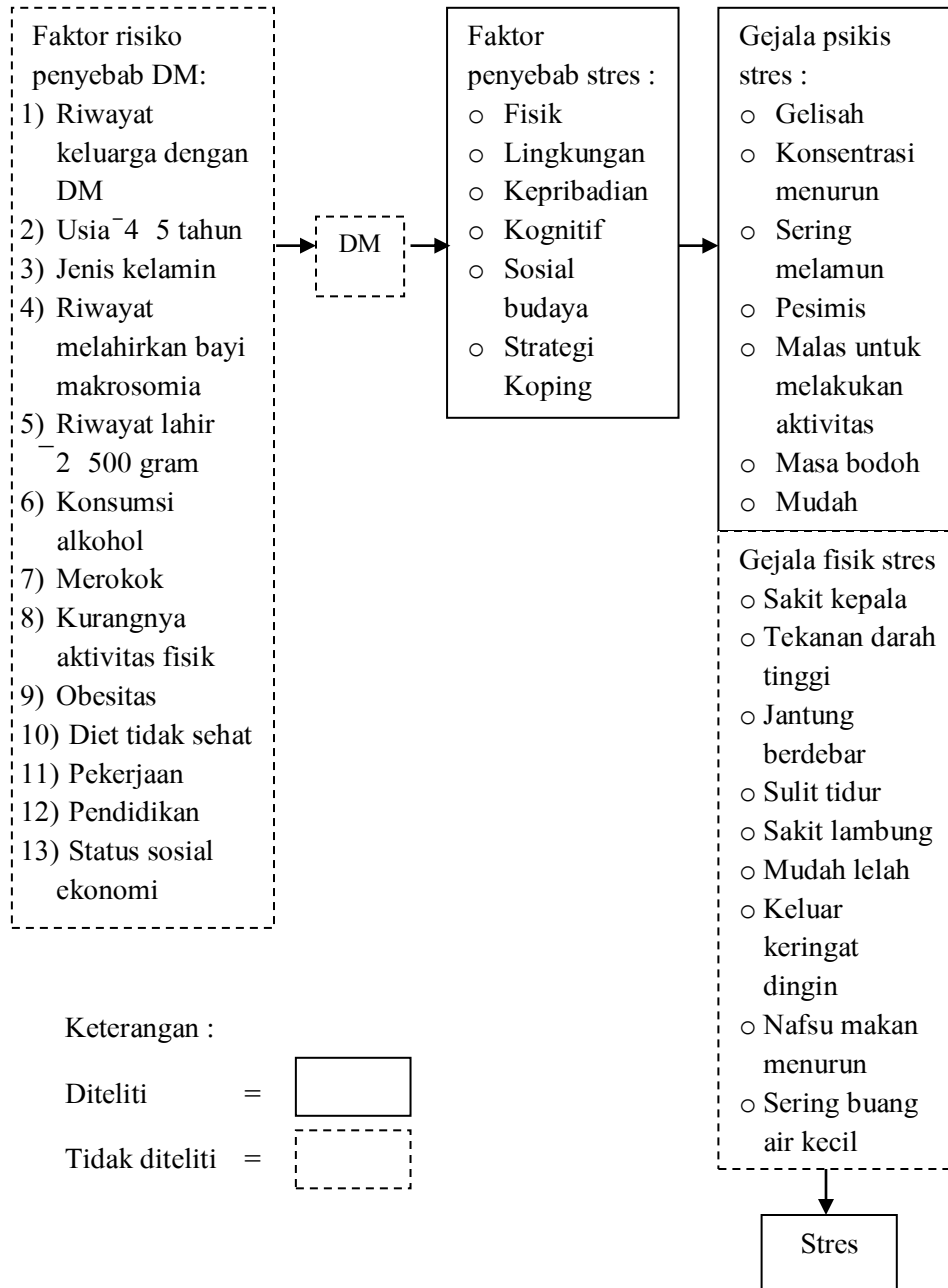 Faktor risiko
penyebab DM:
1) Riwayat
keluarga dengan
DM
2) Usia ¯4 5 tahun
3) Jenis kelamin
4) Riwayat
melahirkan bayi
makrosomia
5) Riwayat lahir
¯2 500 gram
6) Konsumsi
alkohol
7) Merokok
8) Kurangnya
aktivitas fisik
9) Obesitas
10) Diet tidak sehat
11) Pekerjaan
12) Pendidikan
13) Status sosial
ekonomi
DM
Faktor
penyebab stres :
o Fisik
o Lingkungan
o Kepribadian
o Kognitif
o Sosial
budaya
o Strategi
Koping
Gejala psikis
stres :
o Gelisah
o Konsentrasi
menurun
o Sering
melamun
o Pesimis
o Malas untuk
melakukan
aktivitas
o Masa bodoh
o Mudah
Gejala fisik stres
o Sakit kepala
o Tekanan darah
tinggi
o Jantung
berdebar
o Sulit tidur
o Sakit lambung
o Mudah lelah
o Keluar
keringat
dingin
o Nafsu makan
menurun
o Sering buang
air kecil
Stres
Keterangan :
Diteliti =
Tidak diteliti =